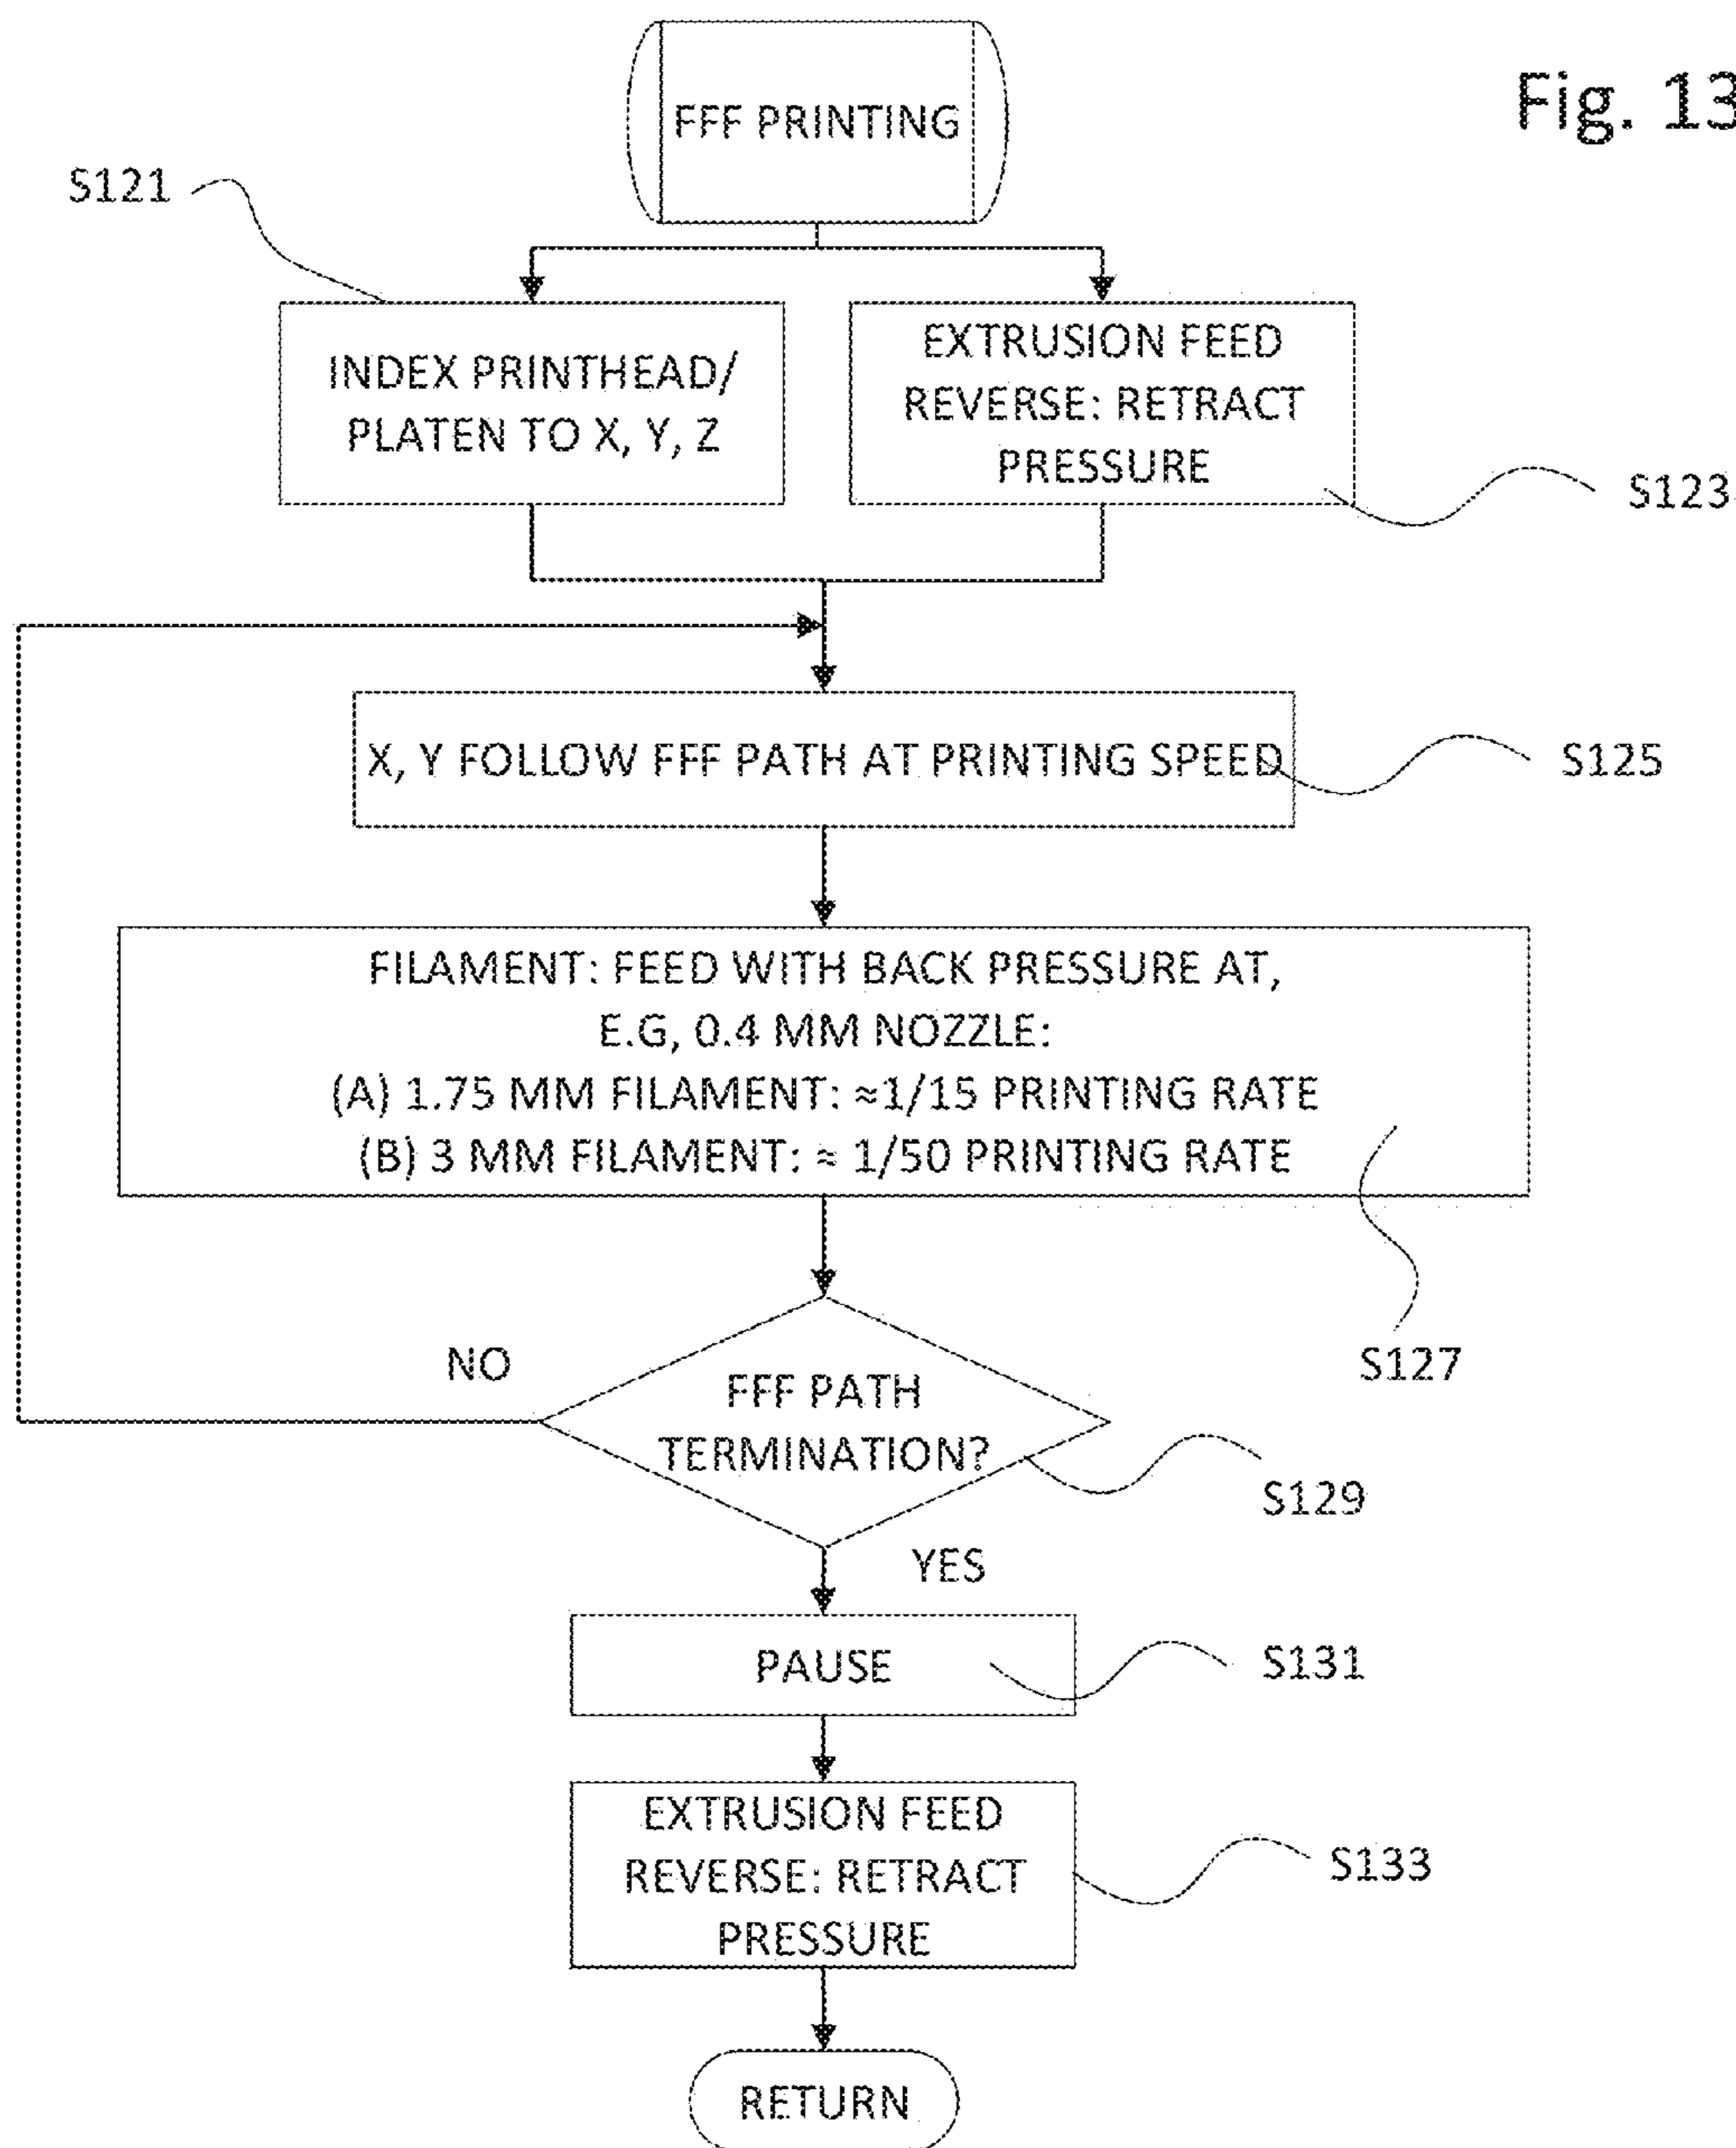 Fig. 13
FFF PRINTING
S121
INDEX PRINTHEAD/
PLATEN TO X, Y, Z
EXTRUSION FEED
REVERSE: RETRACT
PRESSURE
S123
X, Y FOLLOW FFF PATH AT PRINTING SPEED
S125
FILAMENT: FEED WITH BACK PRESSURE AT,
E.G, 0.4 MM NOZZLE:
(A) 1.75 MM FILAMENT: ≈1/15 PRINTING RATE
(B) 3 MM FILAMENT: ≈ 1/50 PRINTING RATE
S127
NO
FFF PATH
TERMINATION?
S129
YES
PAUSE
S131
EXTRUSION FEED
REVERSE: RETRACT
PRESSURE
S133
RETURN